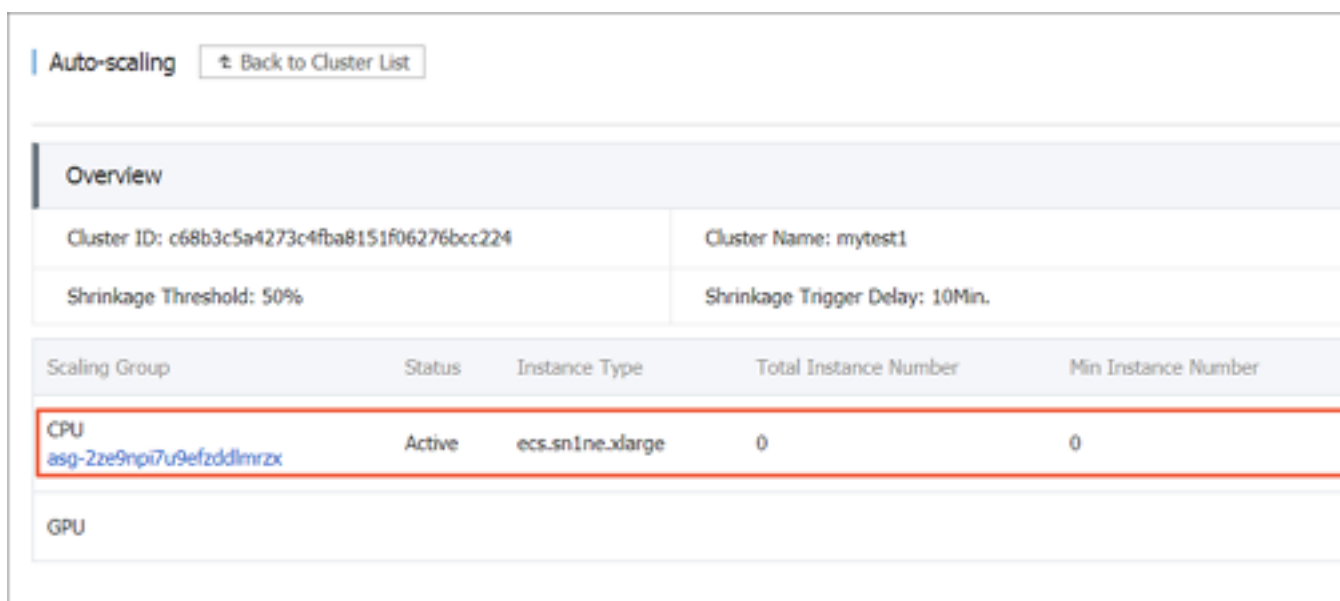 Auto-scaling Back to Cluster List
Overview
Cluster ID: c68b3c5a4273c4fba8151f06276bcc224 Cluster Name: mytest1
Shrinkage Threshold: 50% Shrinkage Trigger Delay: 10Min.
Scaling Group Status Instance Type Total Instance Number Min Instance Number
CPU
asg-2ze9npi7u9efzddlmrzx Active ecs.sn1ne.xlarge 0 0
GPU